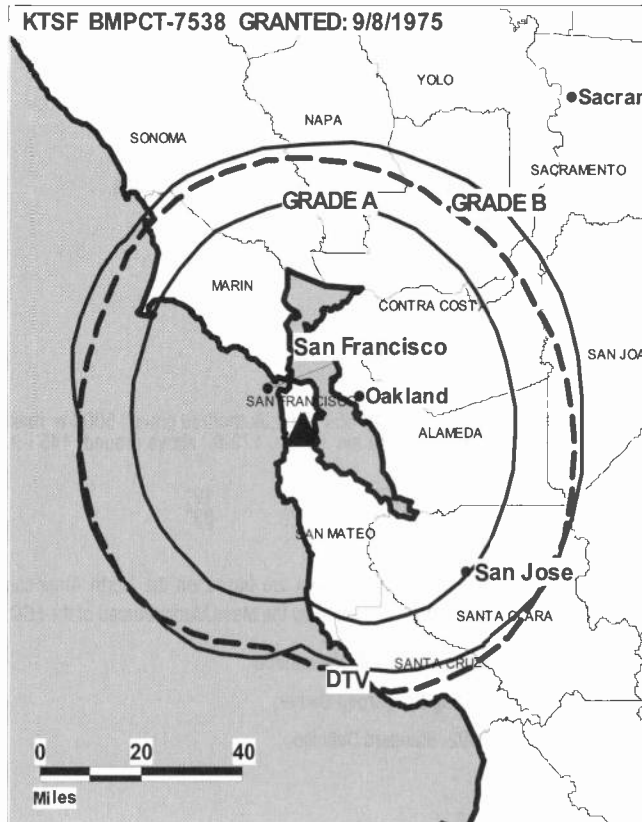 KTSF BMPCT-7538 GRANTED: 9/8/1975
YOLO
Sacram
NAPA
SONOMA
SACRAMENTO
GRADE A
GRADE B
MARIN
CONTRA COSTA
San Francisco
SAN JOA
SAN FRANCISCO
Oakland
ALAMEDA
SAN MATEO
San Jose
SANTA CLARA
SANTA CRUZ
DTV
0 20 40
Miles